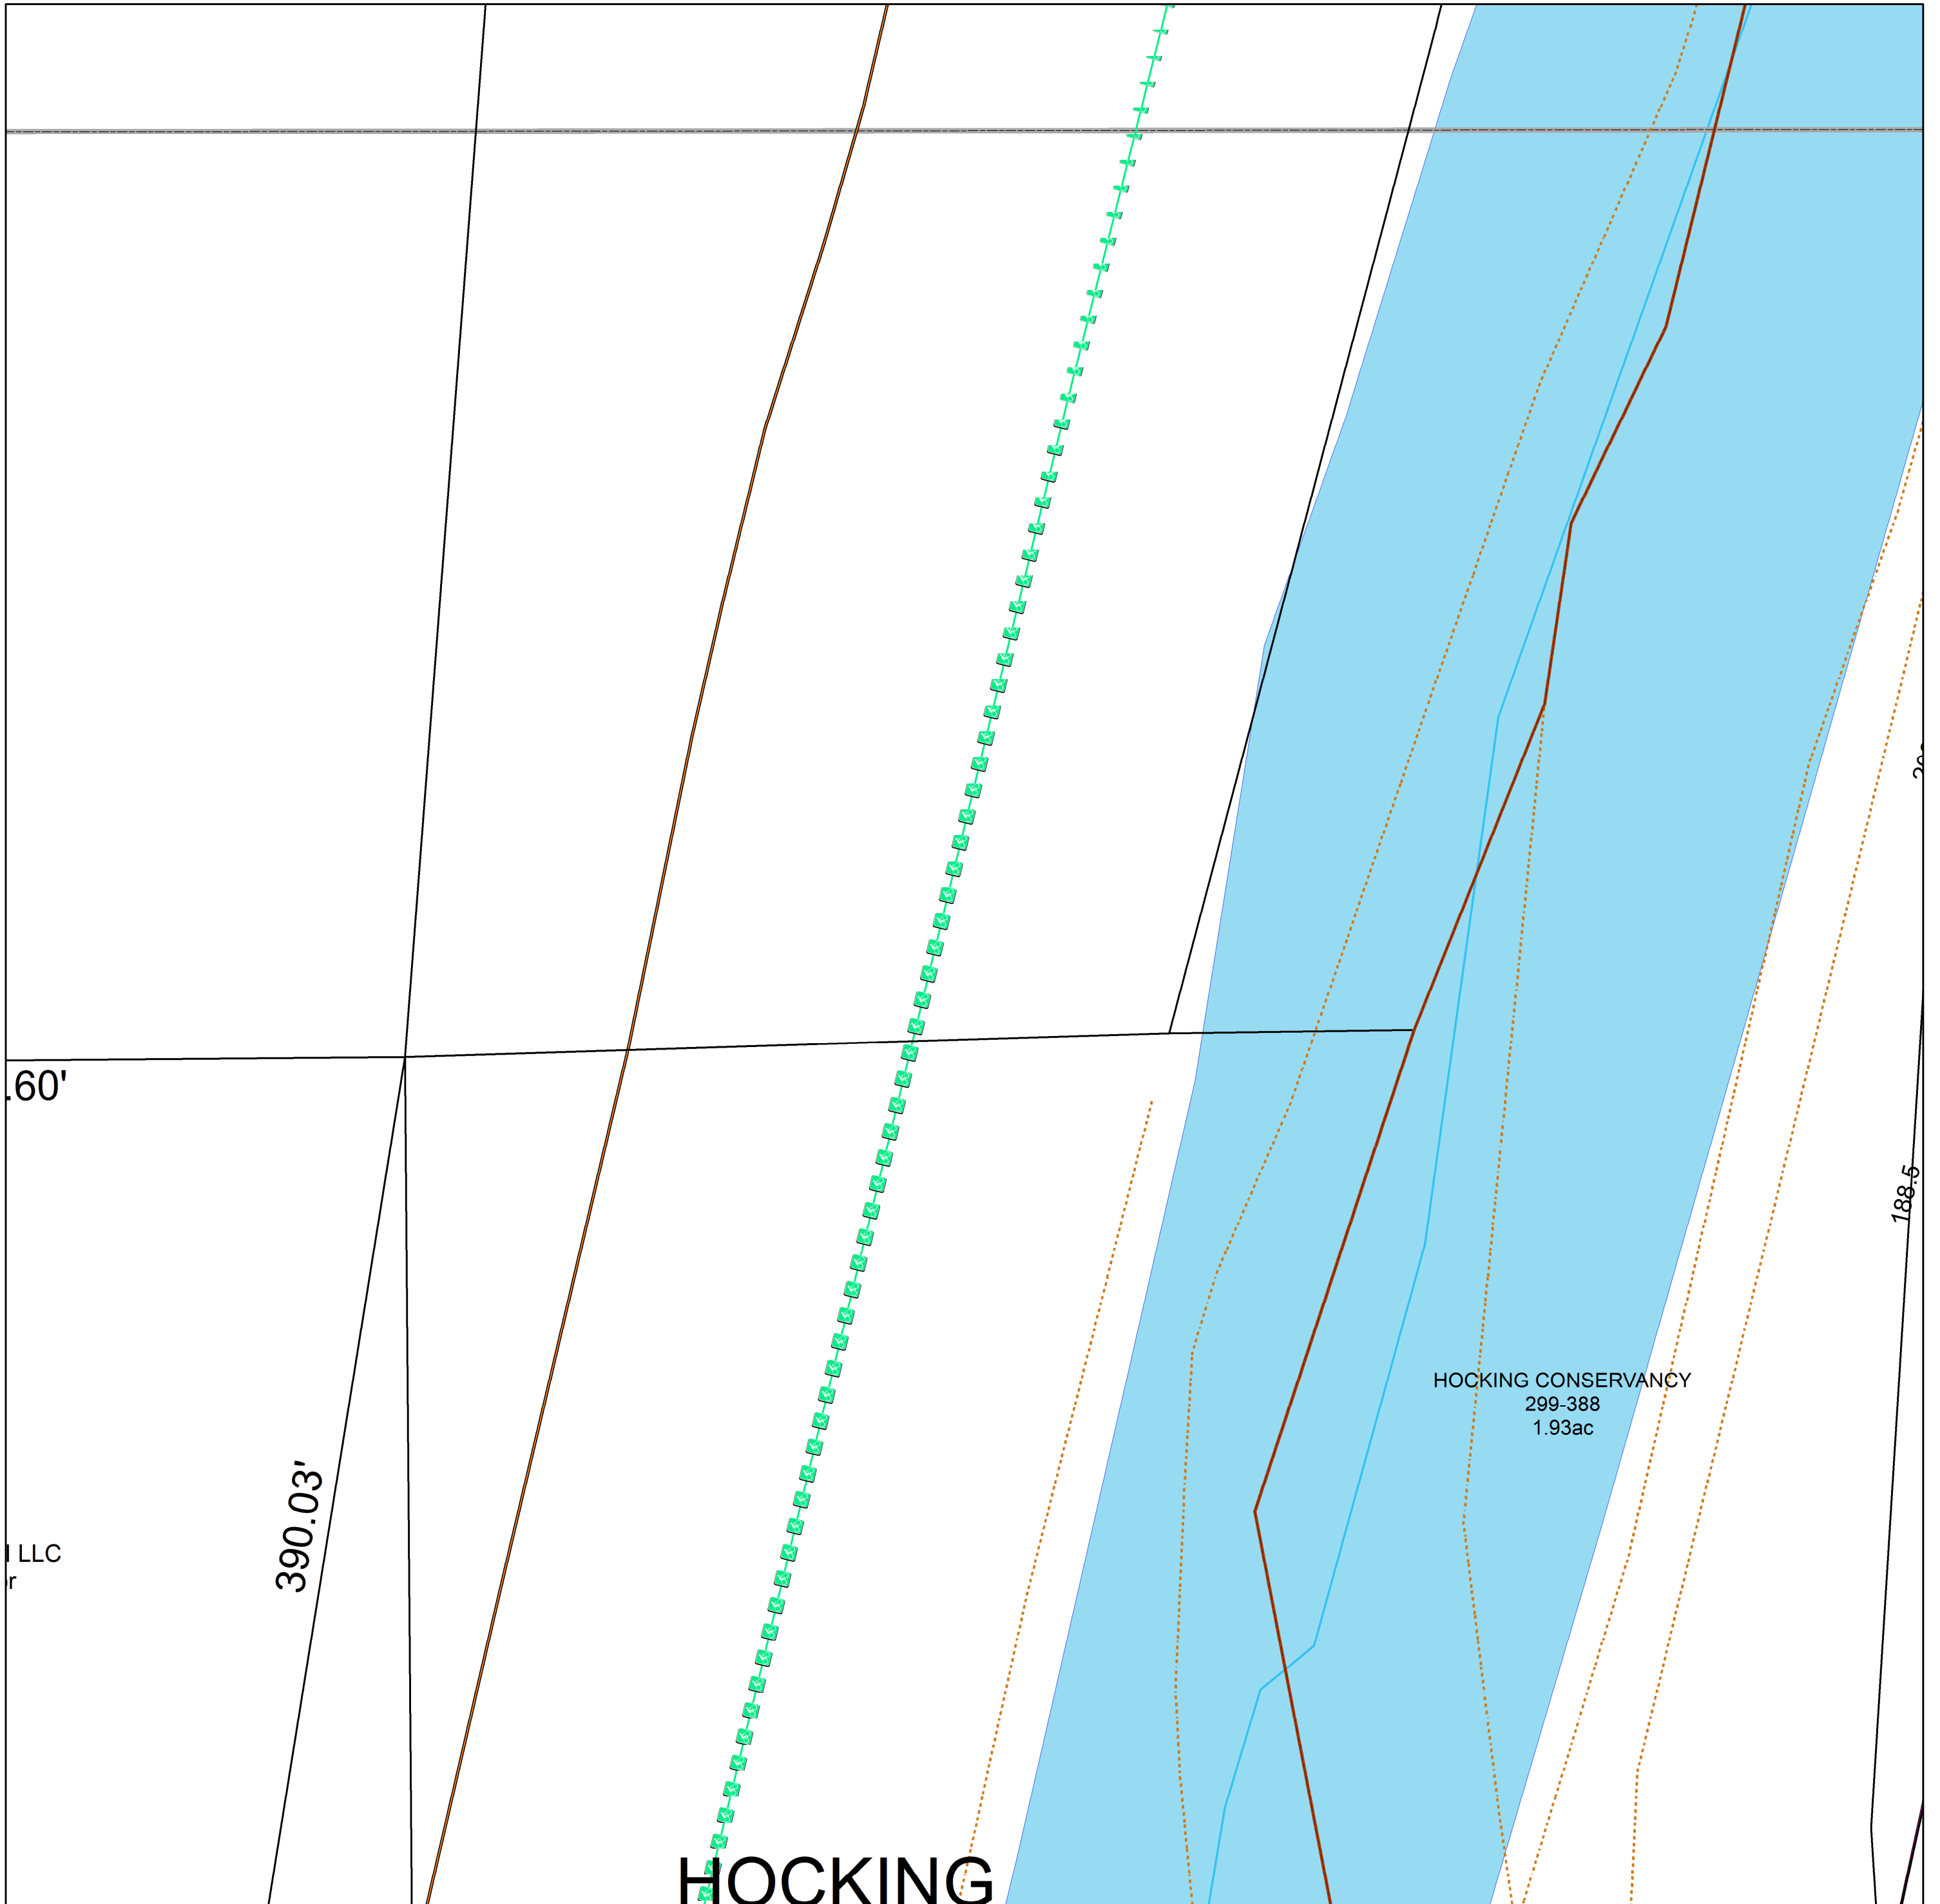 .60'
188.5
HOCKING CONSERVANCY
299-388
1.93ac
390.03'
LLC
HOCKING